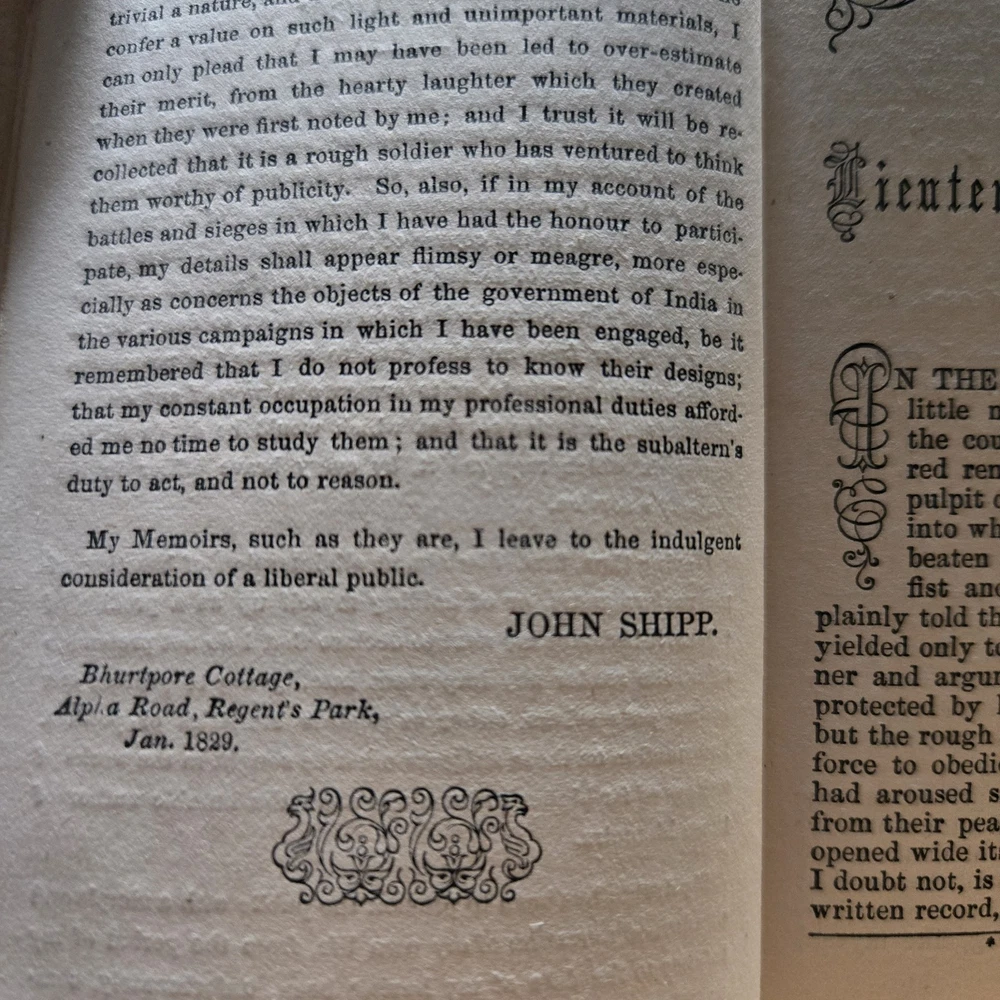 trivial a nature,
confer a value on such light and unimportant materials, I
can only plead that I may have been led to over-estimate
their merit, from the hearty laughter which they created
when they were first noted by me; and I trust it will be re-
collected that it is a rough soldier who has ventured to think
them worthy of publicity. So, also, if in my account of the
battles and sieges in which I have had the honour to partici-
pate, my details shall appear flimsy or meagre, more espe-
cially as concerns the objects of the government of India in
the various campaigns in which I have been engaged, be it
remembered that I do not profess to know their designs;
that my constant occupation in my professional duties afford-
ed me no time to study them; and that it is the subaltern's
duty to act, and not to reason.
My Memoirs, such as they are, I leave to the indulgent
consideration of a liberal public.
JOHN SHIPP.
Bhurtpore Cottage,
Alpha Road, Regent's Park,
Jan. 1829.
Lieuten
IN THE
little
the cou
red ren
pulpit
into wh
beaten
fist and
plainly told th
yielded only to
ner and argum
protected by
but the rough
force to obedi
had aroused s
from their pea
opened wide its
I doubt not, is
written record,